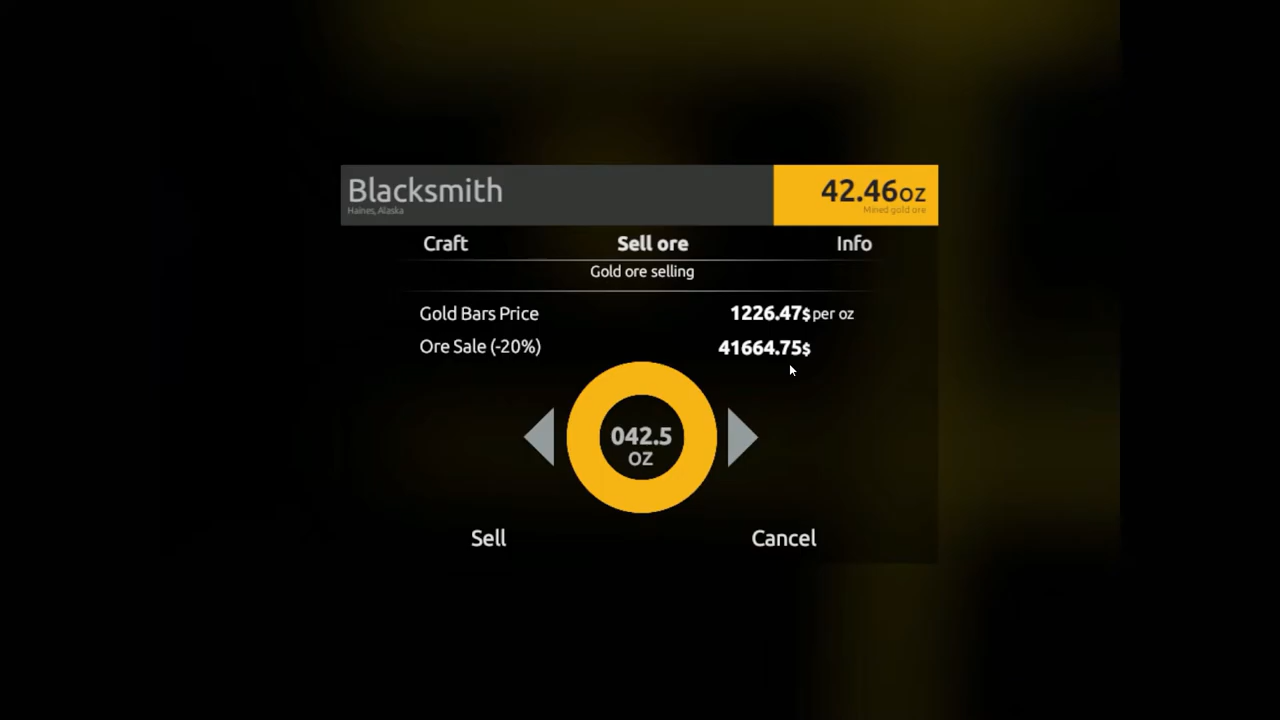 Blacksmith
Haines, Alaska
42.46oz
Mined gold ore
Craft Sell ore Info
Gold ore selling
Gold Bars Price 1226.47$ per oz
Ore Sale (-20%) 41664.75$
042.5
OZ
Sell Cancel